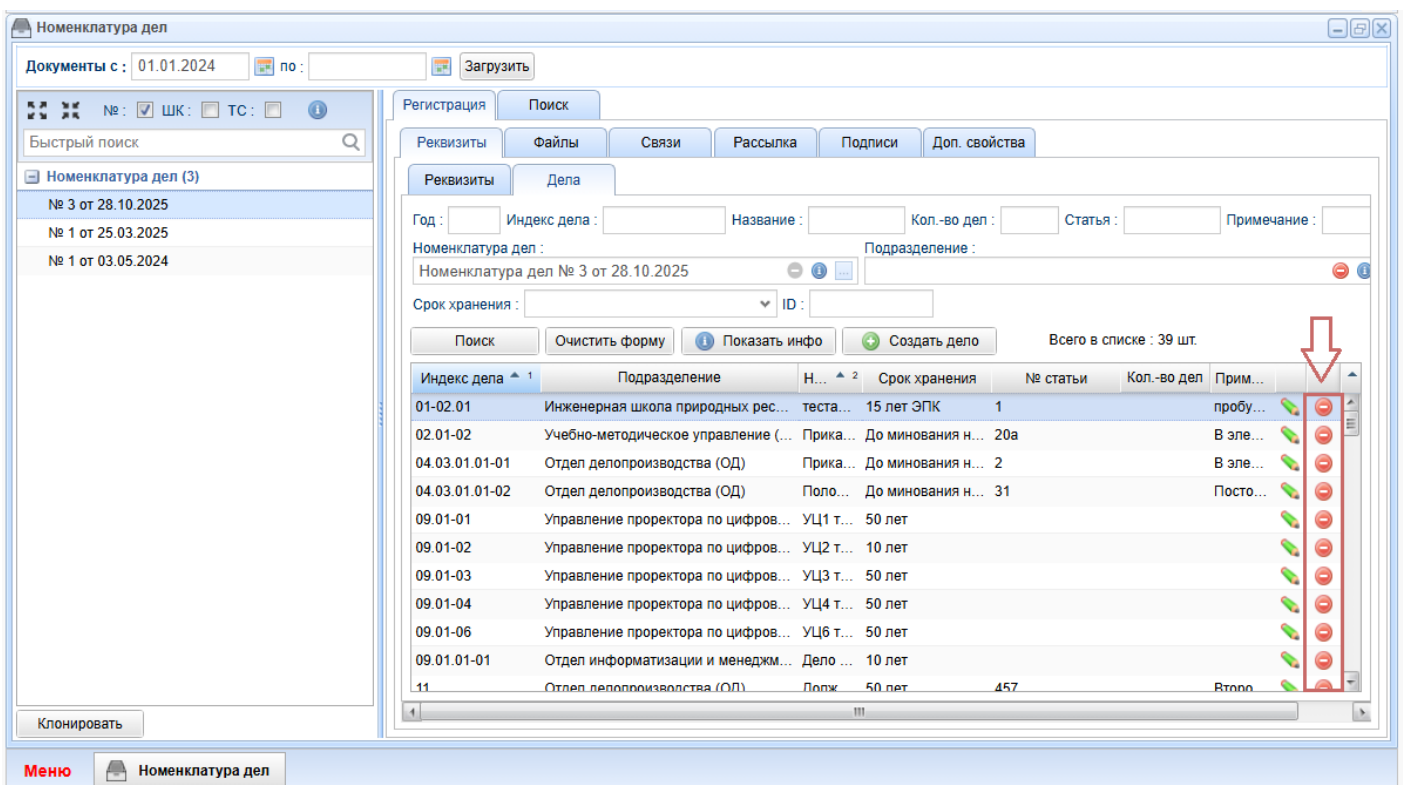 Номенклатура дел
Документы с : 01.01.2024 по : Загрузить
№ : ШК : ТС :
Быстрый поиск
Номенклатура дел (3)
№ 3 от 28.10.2025
№ 1 от 25.03.2025
№ 1 от 03.05.2024
Клонировать
Регистрация Поиск
Реквизиты Файлы Связи Рассылка Подписи Доп. свойства
Реквизиты Дела
Год : Индекс дела : Название : Кол.-во дел : Статья : Примечание :
Номенклатура дел : Подразделение :
Номенклатура дел № 3 от 28.10.2025
Срок хранения : ID :
Поиск Очистить форму Показать инфо Создать дело Всего в списке : 39 шт.
Индекс дела 1 Подразделение Н... 2 Срок хранения № статьи Кол.-во дел Прим...
01-02.01 Инженерная школа природных рес... теста... 15 лет ЭПК 1 пробу...
02.01-02 Учебно-методическое управление (... Прика... До минования н... 20а В эле...
04.03.01.01-01 Отдел делопроизводства (ОД) Прика... До минования н... 2 В эле...
04.03.01.01-02 Отдел делопроизводства (ОД) Поло... До минования н... 31 Посто...
09.01-01 Управление проректора по цифров... УЦ1 т... 50 лет
09.01-02 Управление проректора по цифров... УЦ2 т... 10 лет
09.01-03 Управление проректора по цифров... УЦ3 т... 50 лет
09.01-04 Управление проректора по цифров... УЦ4 т... 50 лет
09.01-06 Управление проректора по цифров... УЦ6 т... 50 лет
09.01.01-01 Отдел информатизации и менеджм... Дело ... 10 лет
11 Отдел делопроизводства (ОД) Долж... 50 лет 457 Второ...
Меню Номенклатура дел